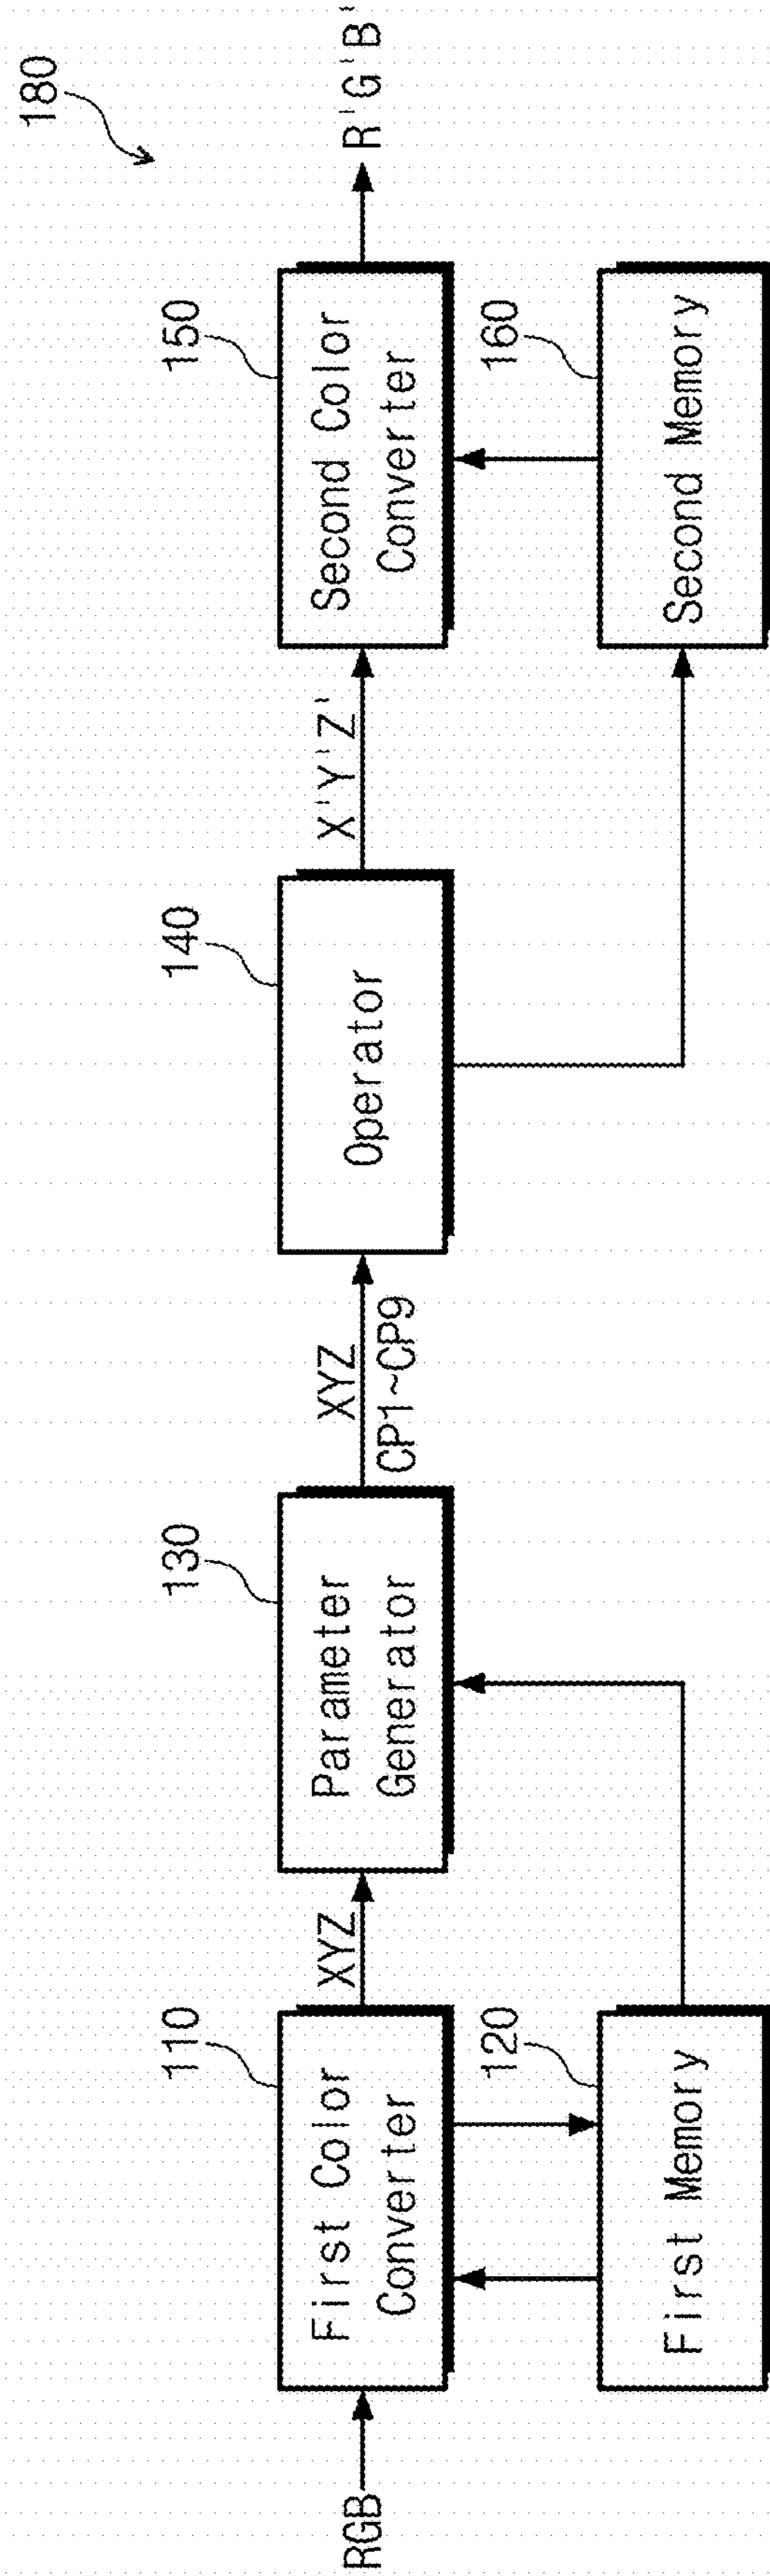 180
RGB
110
First Color
Converter
120
First Memory
XYZ
130
Parameter
Generator
XYZ
CP1~CP9
140
Operator
X'Y'Z'
150
Second Color
Converter
160
Second Memory
R'G'B'